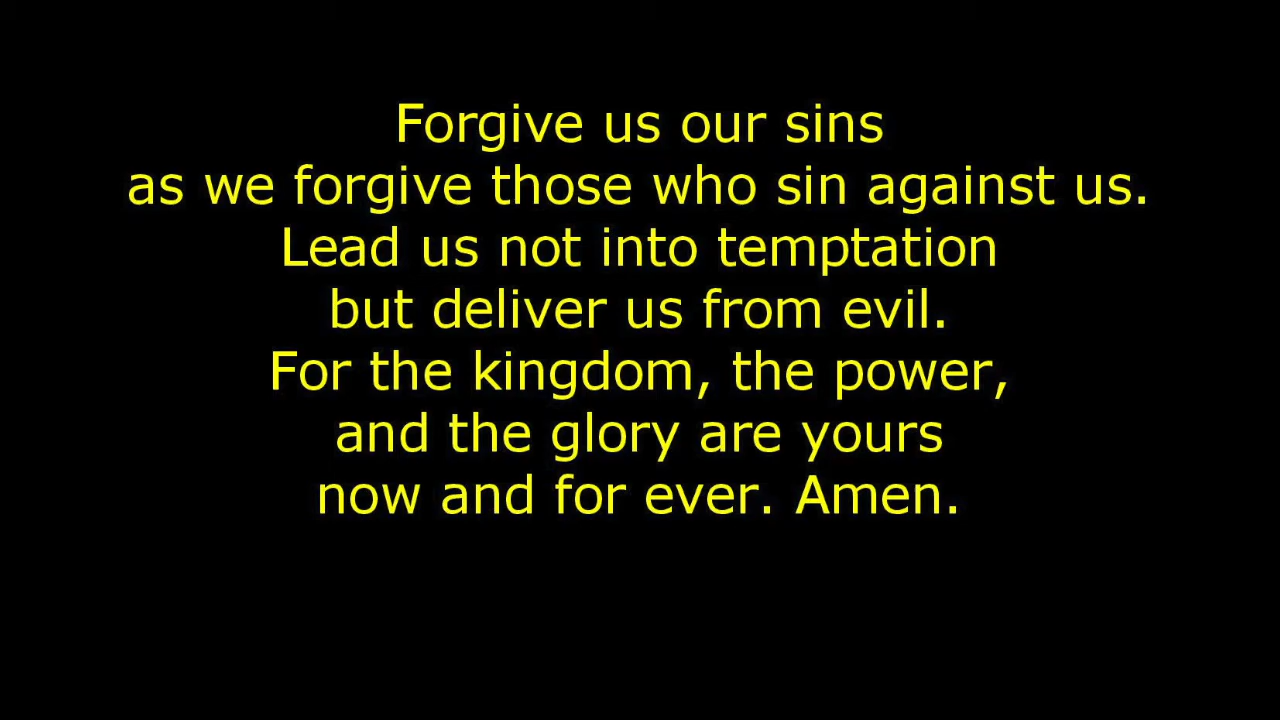 Forgive us our sins
as we forgive those who sin against us.
Lead us not into temptation
but deliver us from evil.
For the kingdom, the power,
and the glory are yours
now and for ever. Amen.